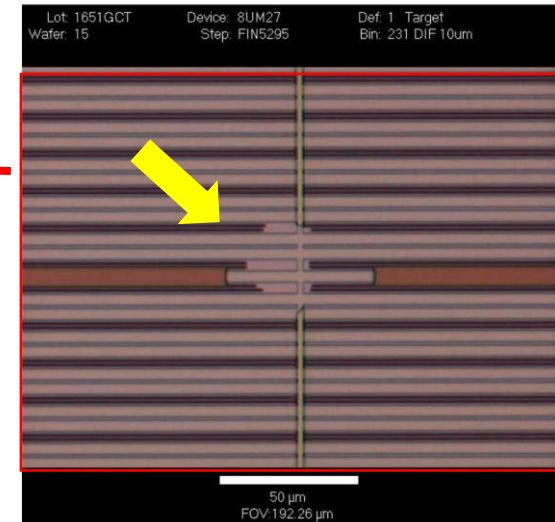 Lot: 1651GCT Device: 8UM27 Def: 1 Target
Wafer: 15 Step: FIN5295 Bin: 231 DIF 10um
50 µm
FOV:192.26 µm